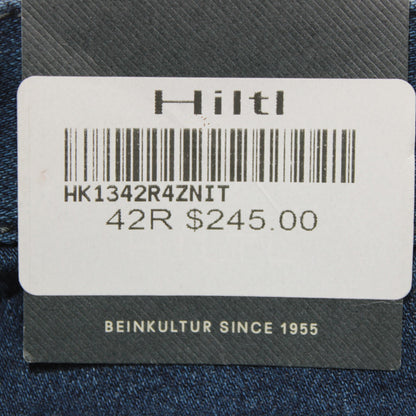 Hiltl
HK1342R4ZNIT
42R $245.00
BEINKULTUR SINCE 1955